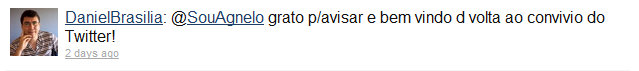 DanielBrasilia: @SouAgnelo grato p/avisar e bem vindo d volta ao convivio do
Twitter!
2 days ago